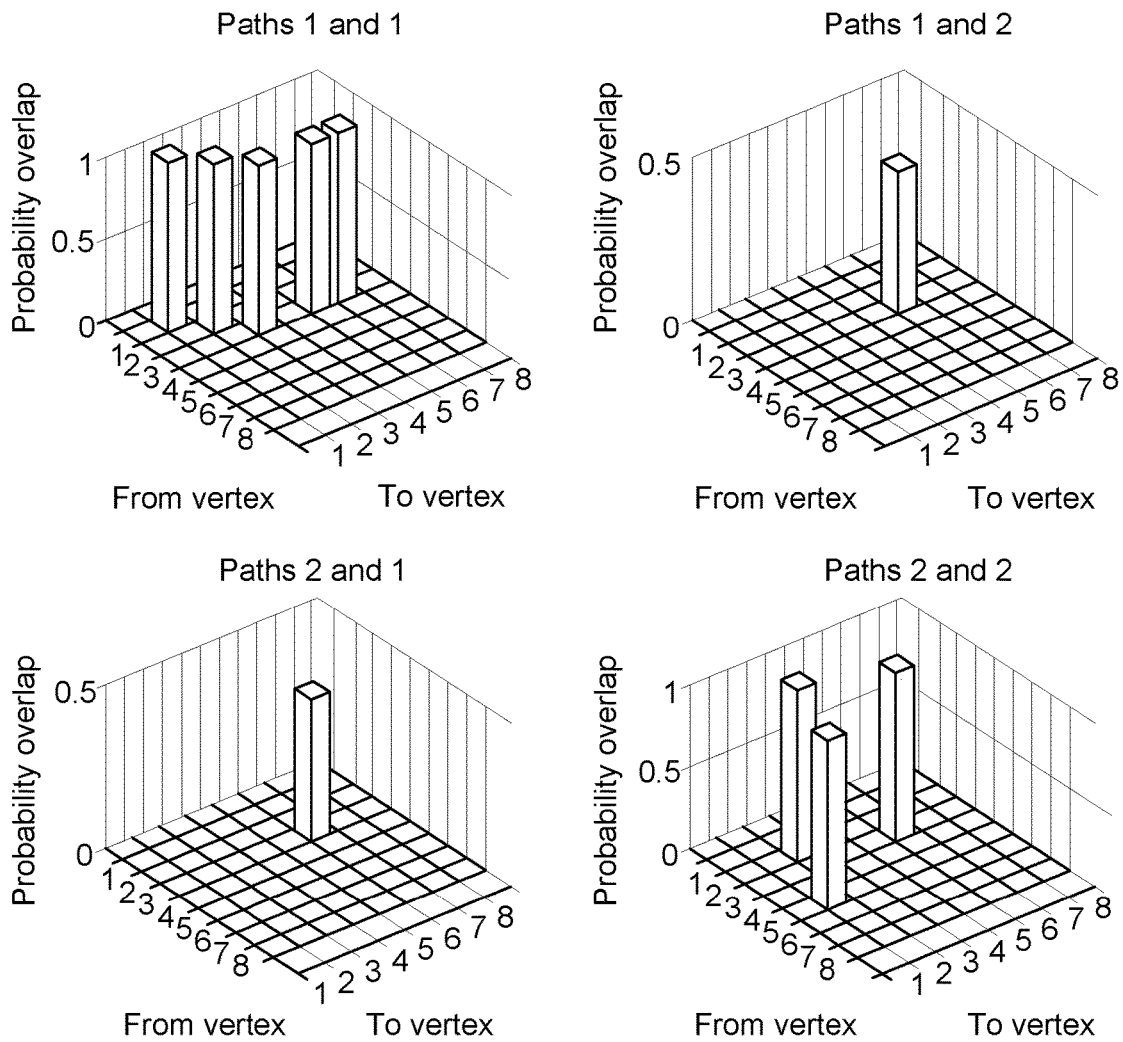 Paths 1 and 1
Probability overlap
1
0.5
0
1 2 3 4 5 6 7 8
1 2 3 4 5 6 7 8
From vertex
To vertex
Paths 1 and 2
Probability overlap
0.5
0
1 2 3 4 5 6 7 8
1 2 3 4 5 6 7 8
From vertex
To vertex
Paths 2 and 1
Probability overlap
0.5
0
1 2 3 4 5 6 7 8
1 2 3 4 5 6 7 8
From vertex
To vertex
Paths 2 and 2
Probability overlap
1
0.5
0
1 2 3 4 5 6 7 8
1 2 3 4 5 6 7 8
From vertex
To vertex